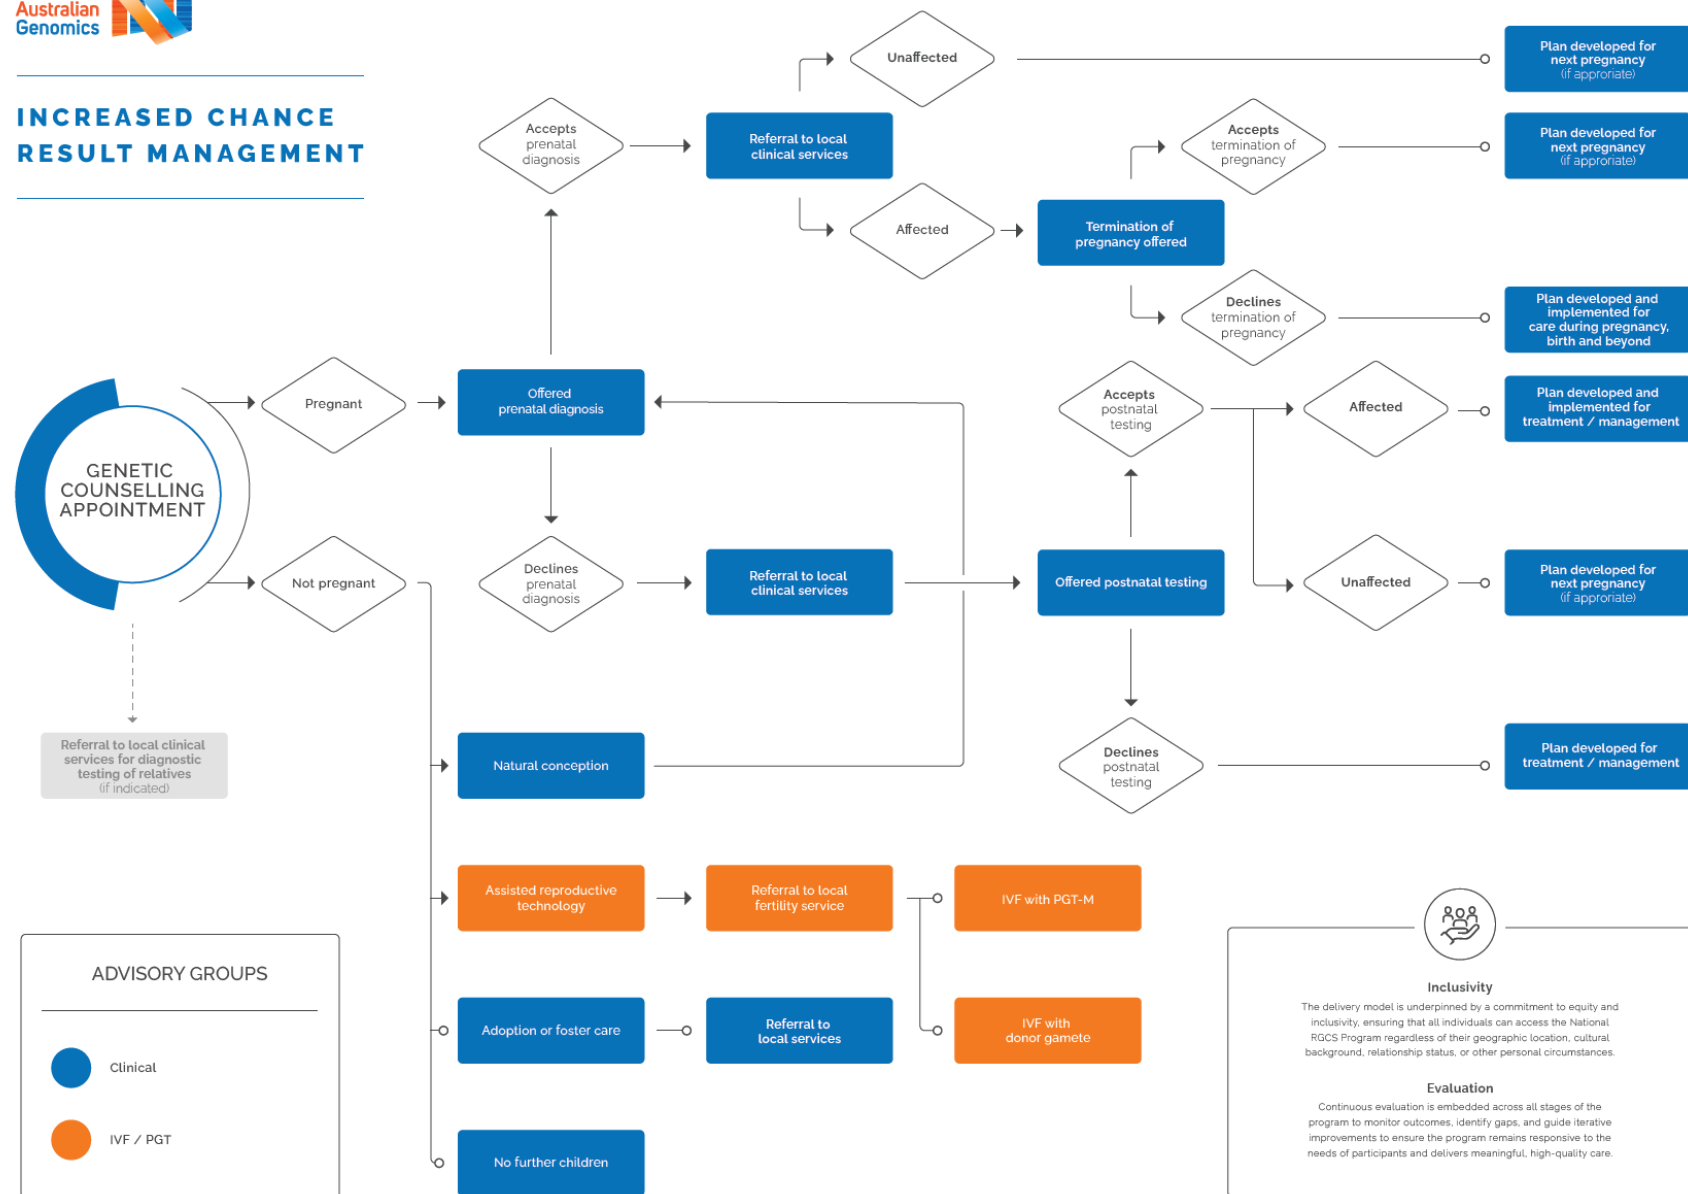 Australian
Genomics
INCREASED CHANCE
RESULT MANAGEMENT
Unaffected
Plan developed for
next pregnancy
(if approriate)
Accepts
prenatal
diagnosis
Referral to local
clinical services
Accepts
termination of
pregnancy
Plan developed for
next pregnancy
(if approriate)
Affected
Termination of
pregnancy offered
Declines
termination of
pregnancy
Plan developed and
implemented for
care during pregnancy,
birth and beyond
Pregnant
Offered
prenatal diagnosis
Accepts
postnatal
testing
Affected
Plan developed and
implemented for
treatment / management
GENETIC
COUNSELLING
APPOINTMENT
Not pregnant
Declines
prenatal
diagnosis
Referral to local
clinical services
Offered postnatal testing
Unaffected
Plan developed for
next pregnancy
(if approriate)
Referral to local clinical
services for diagnostic
testing of relatives
(if indicated)
Natural conception
Declines
postnatal
testing
Plan developed for
treatment / management
Assisted reproductive
technology
Referral to local
fertility service
IVF with PGT-M
Adoption or foster care
Referral to
local services
IVF with
donor gamete
No further children
ADVISORY GROUPS
Clinical
IVF / PGT
Inclusivity
The delivery model is underpinned by a commitment to equity and
inclusivity, ensuring that all individuals can access the National
RGCS Program regardless of their geographic location, cultural
background, relationship status, or other personal circumstances.
Evaluation
Continuous evaluation is embedded across all stages of the
program to monitor outcomes, identify gaps, and guide iterative
improvements to ensure the program remains responsive to the
needs of participants and delivers meaningful, high-quality care.